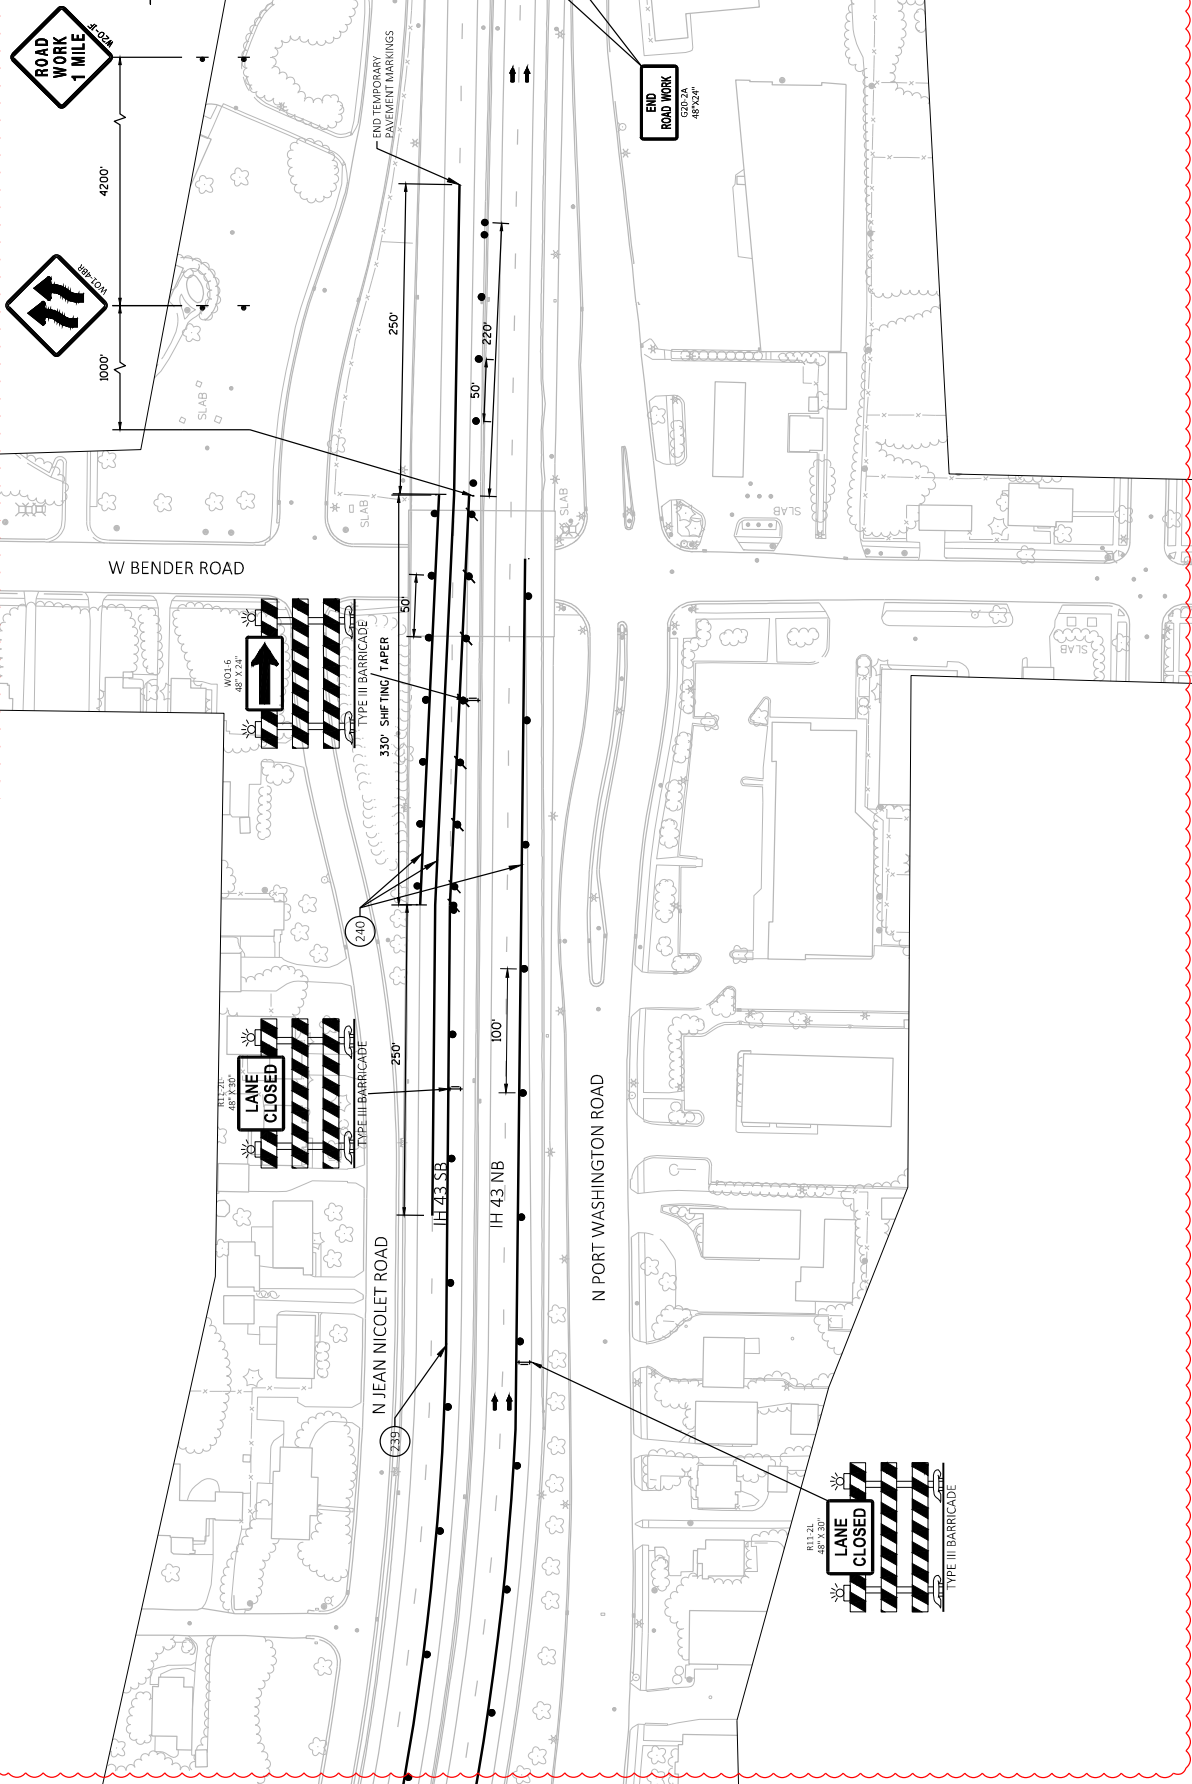 ROAD
WORK
1 MILE
W20-1F
4200'
W01-4BR
1000'
END TEMPORARY
PAVEMENT MARKINGS
END
ROAD WORK
G20-2A
48"X24"
250'
220'
50'
SLAB
SLAB
SLAB
SLAB
W BENDER ROAD
50'
330' SHIFTING TAPER
W01-6
48" X 24"
TYPE III BARRICADE
SLAB
240
R11-2L
48" X 30"
LANE
CLOSED
TYPE III BARRICADE
250'
100'
IH 43 SB
IH 43 NB
N PORT WASHINGTON ROAD
N JEAN NICOLET ROAD
239
R11-2L
48" X 30"
LANE
CLOSED
TYPE III BARRICADE